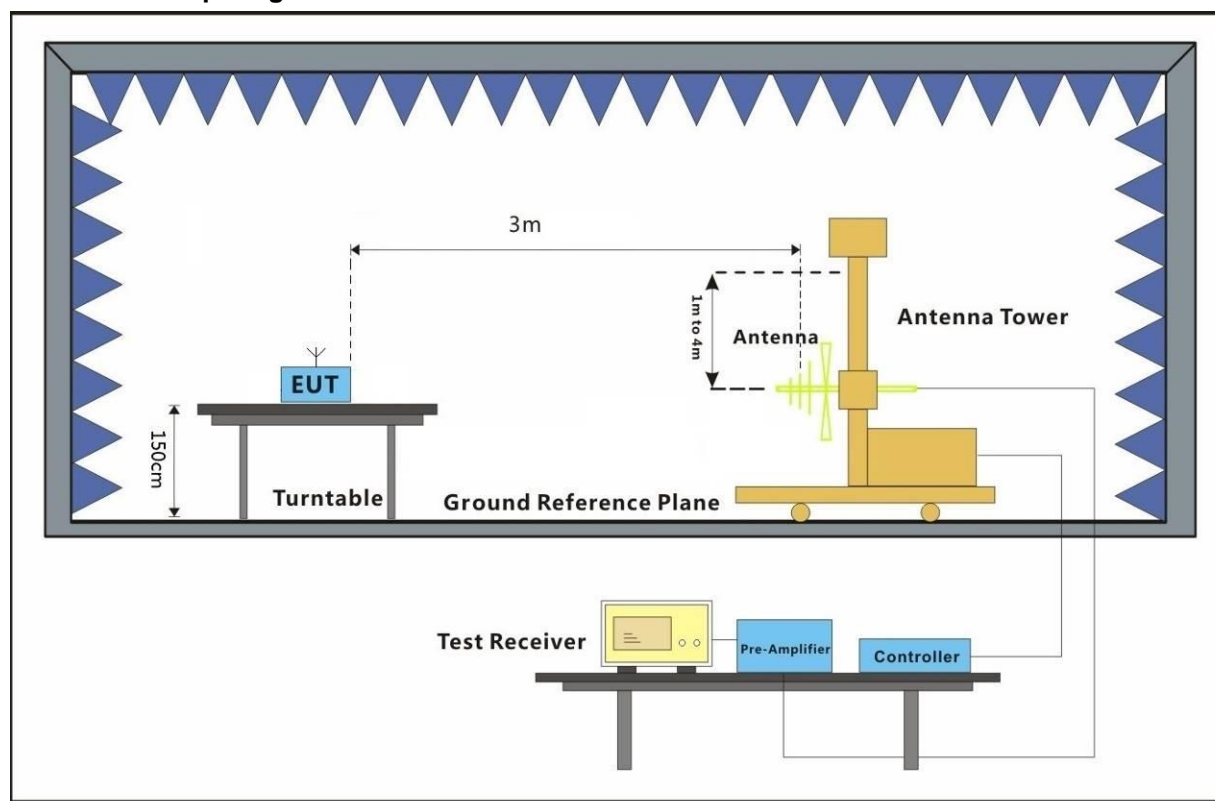 3m
1m to 4m
Antenna
Antenna Tower
EUT
150cm
Turntable
Ground Reference Plane
Test Receiver
Pre-Amplifier
Controller